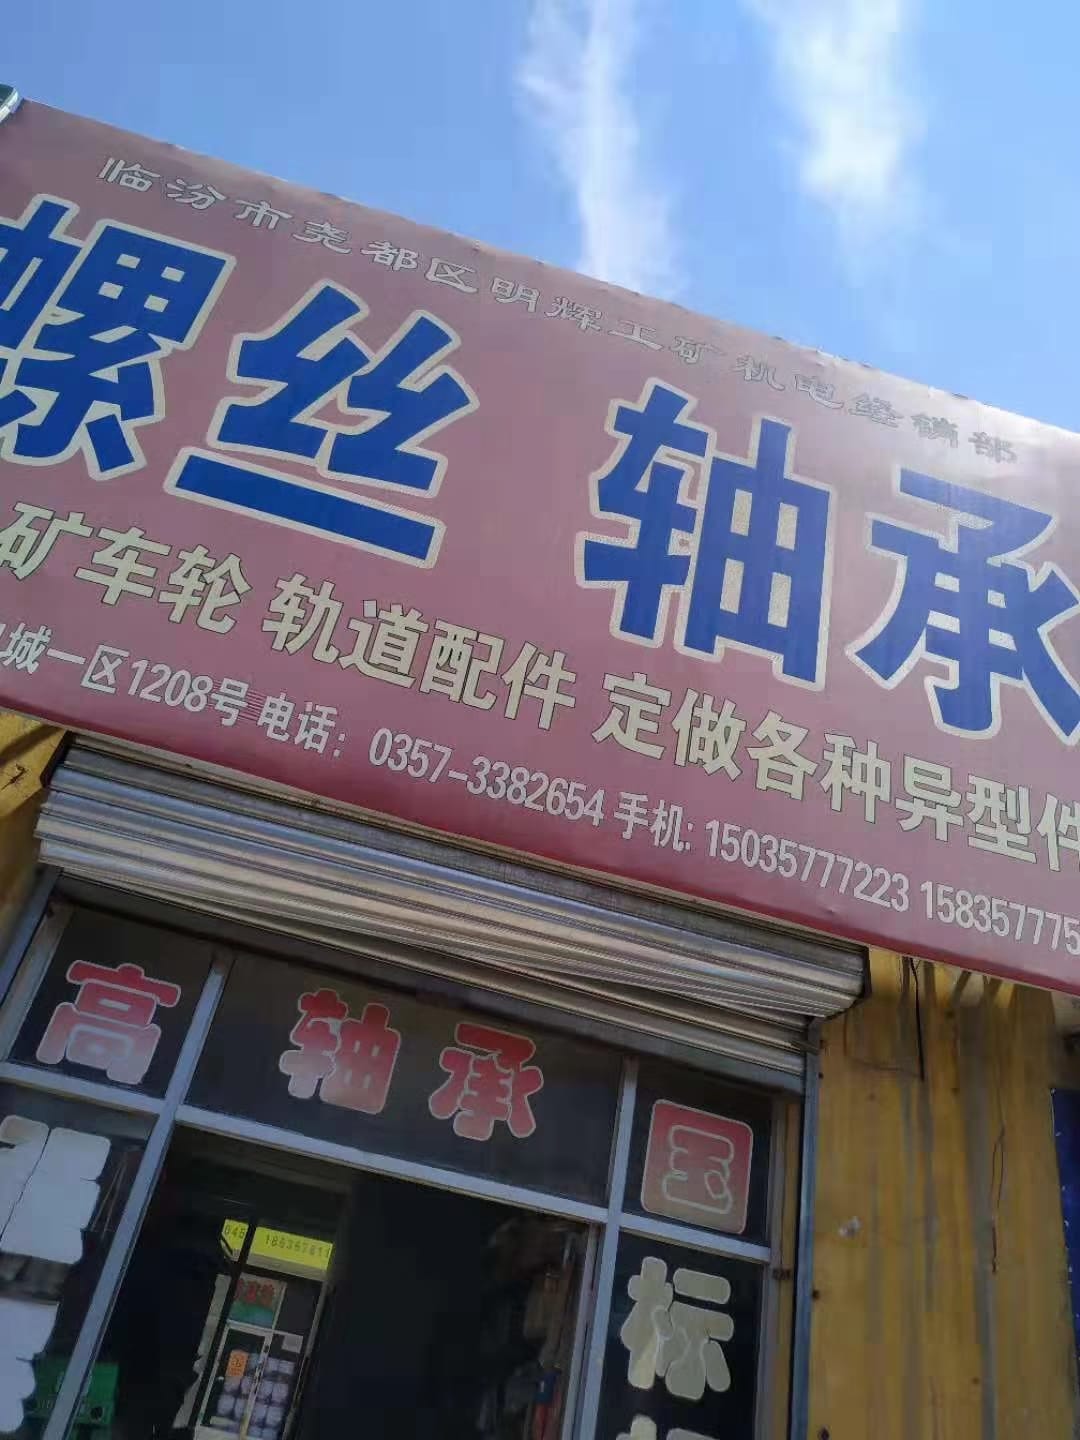 临汾市尧都区明辉工矿机电经销部
螺丝 轴承
矿车轮 轨道配件 定做各种异型件
城一区1208号 电话：0357-3382654 手机: 15035777223 158357775
高 轴承 国
标